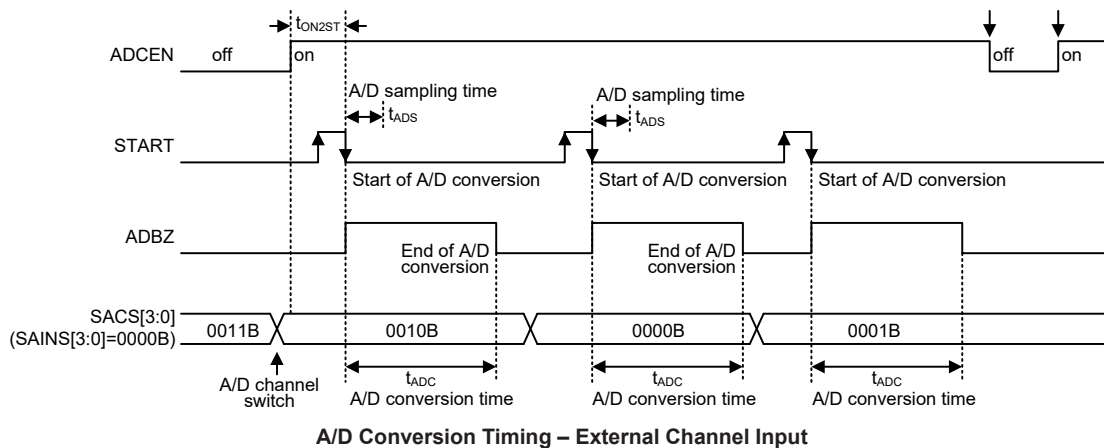 tON2ST
ADCEN
off
on
off
on
A/D sampling time
tADS
A/D sampling time
tADS
START
Start of A/D conversion
Start of A/D conversion
Start of A/D conversion
ADBZ
End of A/D
conversion
End of A/D
conversion
SACS[3:0]
(SAINS[3:0]=0000B)
0011B
0010B
0000B
0001B
A/D channel
switch
tADC
A/D conversion time
tADC
A/D conversion time
tADC
A/D conversion time
A/D Conversion Timing – External Channel Input